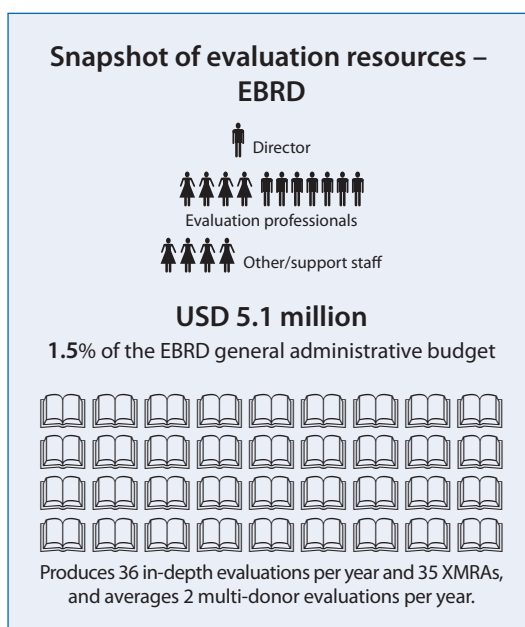 Snapshot of evaluation resources –
EBRD
Director
Evaluation professionals
Other/support staff
USD 5.1 million
1.5% of the EBRD general administrative budget
Produces 36 in-depth evaluations per year and 35 XMRAs,
and averages 2 multi-donor evaluations per year.